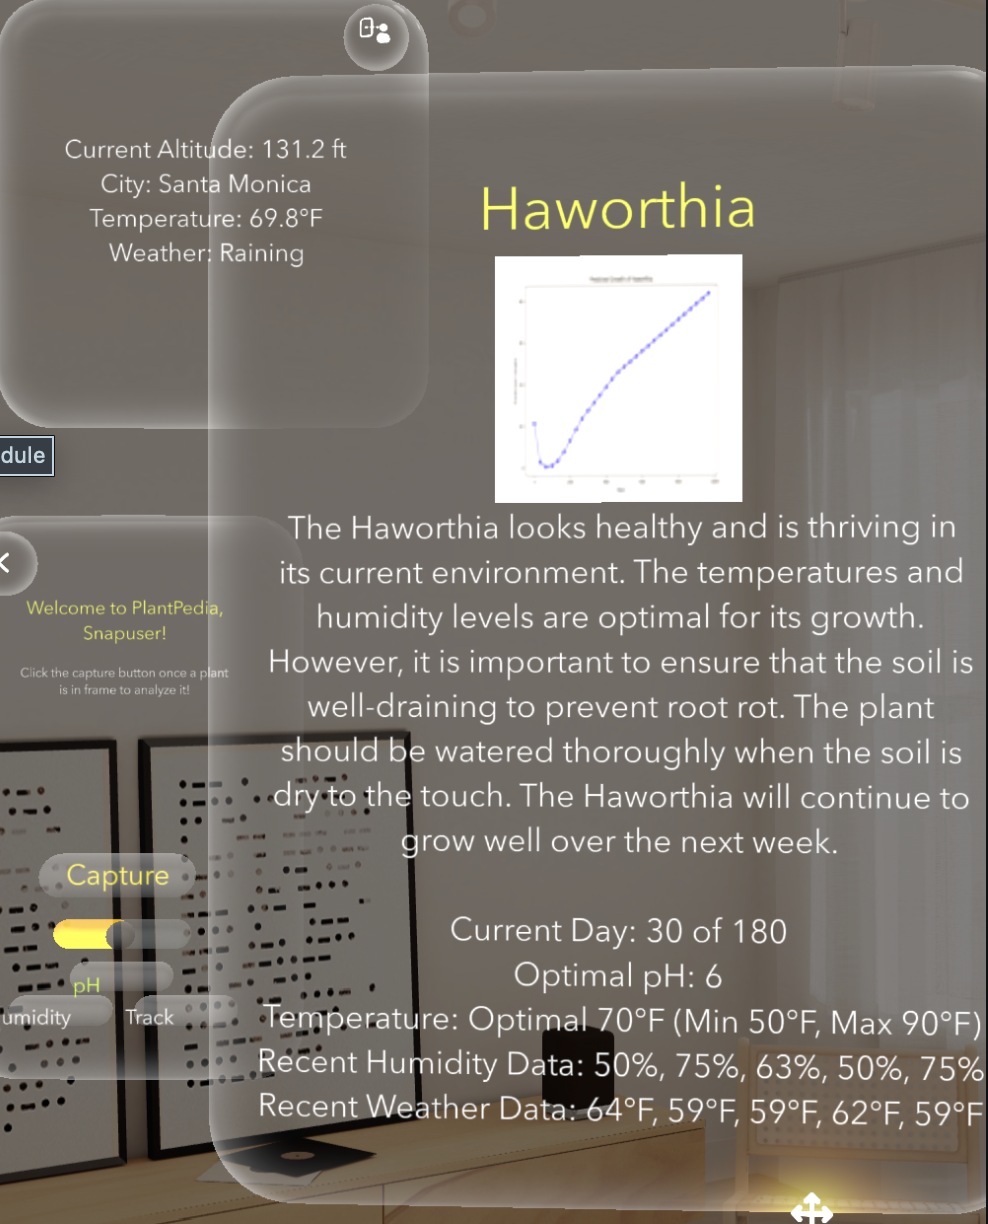 Current Altitude: 131.2 ft
City: Santa Monica
Temperature: 69.8°F
Weather: Raining
Haworthia
The Haworthia looks healthy and is thriving in
its current environment. The temperatures and
humidity levels are optimal for its growth.
However, it is important to ensure that the soil is
well-draining to prevent root rot. The plant
should be watered thoroughly when the soil is
dry to the touch. The Haworthia will continue to
grow well over the next week.
Current Day: 30 of 180
Optimal pH: 6
Temperature: Optimal 70°F (Min 50°F, Max 90°F)
Recent Humidity Data: 50%, 75%, 63%, 50%, 75%
Recent Weather Data: 64°F, 59°F, 59°F, 62°F, 59°F
dule
Welcome to PlantPedia,
Snapuser!
Click the capture button once a plant
is in frame to analyze it!
Capture
pH
umidity Track